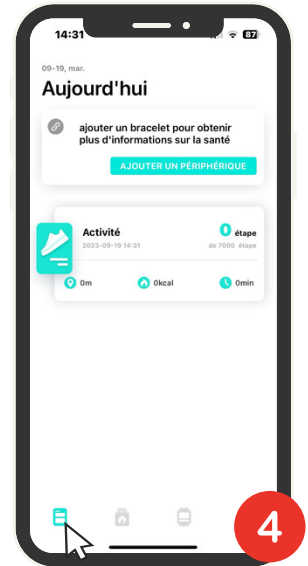 14:31
87
09-19, mar.
Aujourd'hui
ajouter un bracelet pour obtenir
plus d'informations sur la santé
AJOUTER UN PÉRIPHÉRIQUE
Activité
0 étape
2023-09-19 14:31
de 7000 étape
0m
0kcal
0min
4